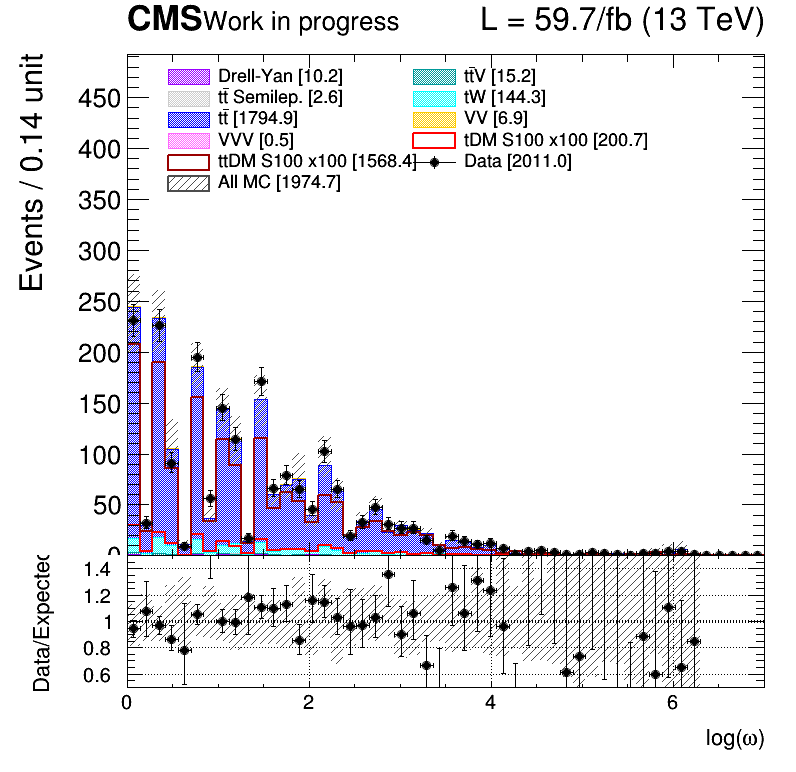 CMS Work in progress L = 59.7/fb (13 TeV)
Events / 0.14 unit
Drell-Yan [10.2] tt̄V [15.2]
tt̄ Semilep. [2.6] tW [144.3]
tt̄ [1794.9] VV [6.9]
VVV [0.5] tDM S100 x100 [200.7]
ttDM S100 x100 [1568.4] Data [2011.0]
All MC [1974.7]
450
400
350
300
250
200
150
100
50
0
Data/Expected
1.4
1.2
1
0.8
0.6
0 2 4 6
log(ω)